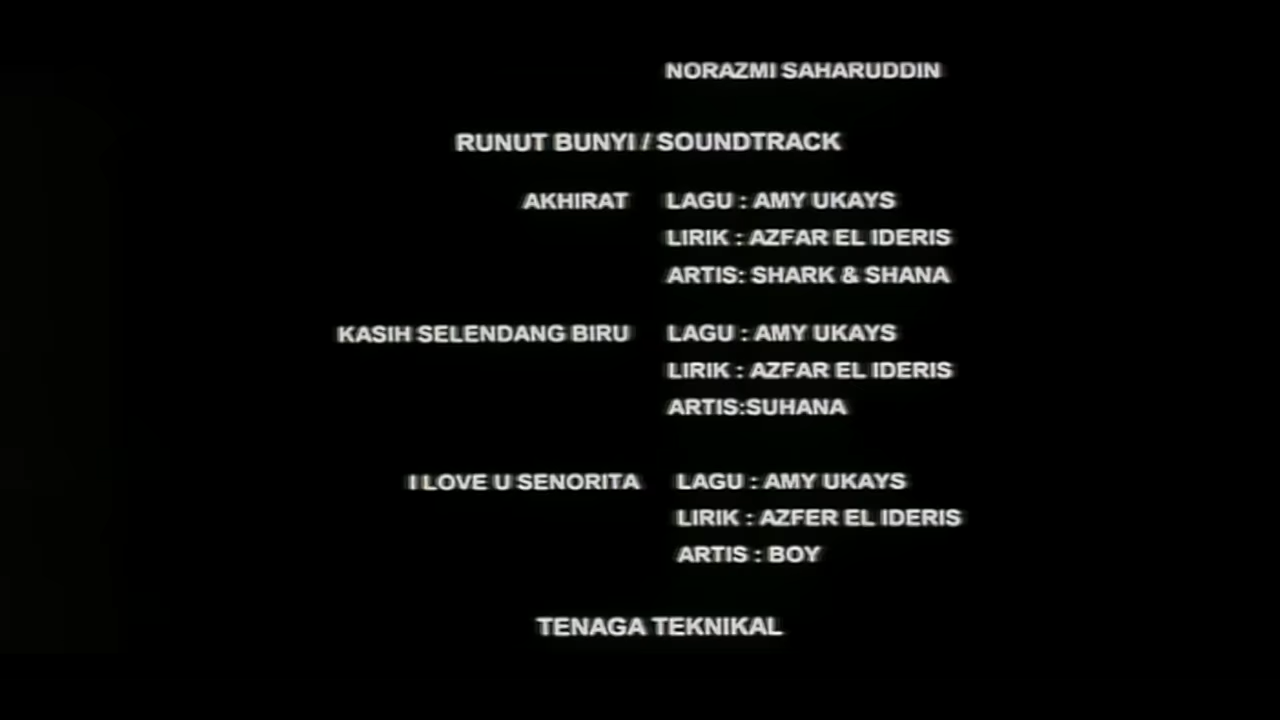 NORAZMI SAHARUDDIN
RUNUT BUNYI / SOUNDTRACK
AKHIRAT LAGU : AMY UKAYS
LIRIK : AZFAR EL IDERIS
ARTIS: SHARK & SHANA
KASIH SELENDANG BIRU LAGU : AMY UKAYS
LIRIK : AZFAR EL IDERIS
ARTIS:SUHANA
I LOVE U SENORITA LAGU : AMY UKAYS
LIRIK : AZFER EL IDERIS
ARTIS : BOY
TENAGA TEKNIKAL